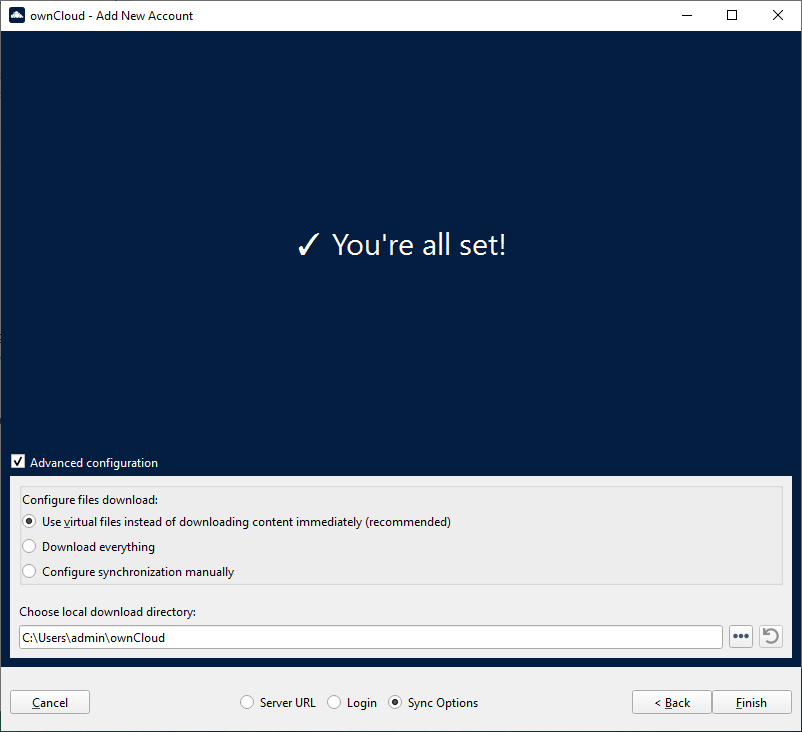 ownCloud - Add New Account
✓ You're all set!
Advanced configuration
Configure files download:
Use virtual files instead of downloading content immediately (recommended)
Download everything
Configure synchronization manually
Choose local download directory:
C:\Users\admin\ownCloud
Cancel
Server URL
Login
Sync Options
< Back
Finish